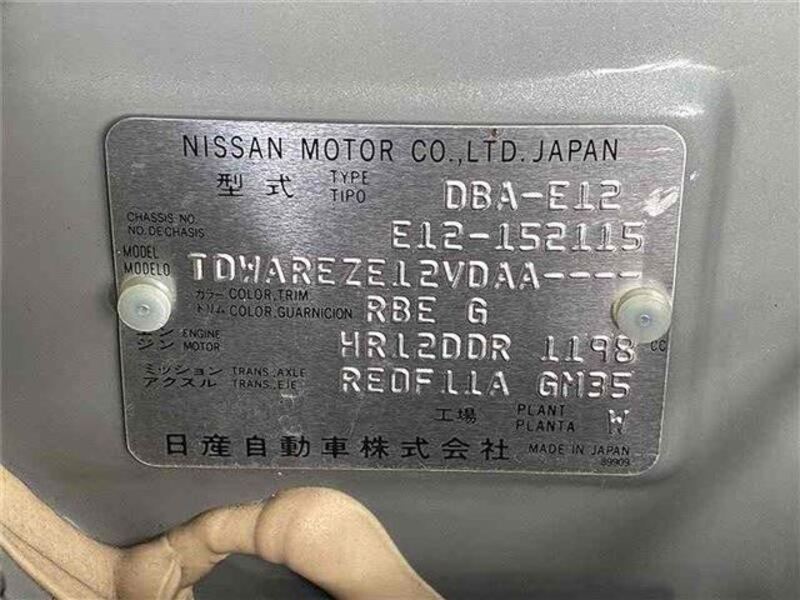 NISSAN MOTOR CO.,LTD. JAPAN
型式 TYPE TIPO DBA-E12
CHASSIS NO. NO. DE CHASIS E12-152115
MODEL MODELO TDWAREZE12VDAA----
カラー COLOR,TRIM
トリム COLOR,GUARNICION RBE G
エンジン ENGINE MOTOR HR12DDR 1198 CC
ミッション TRANS.,AXLE
アクスル TRANS.,EJE RE0F11A GM35
工場 PLANT PLANTA W
日産自動車株式会社 MADE IN JAPAN
89909